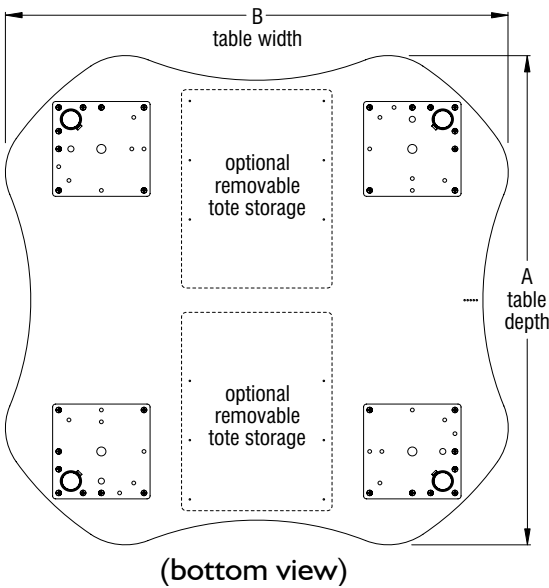 B
table width
optional
removable
tote storage
A
table
depth
optional
removable
tote storage
(bottom view)